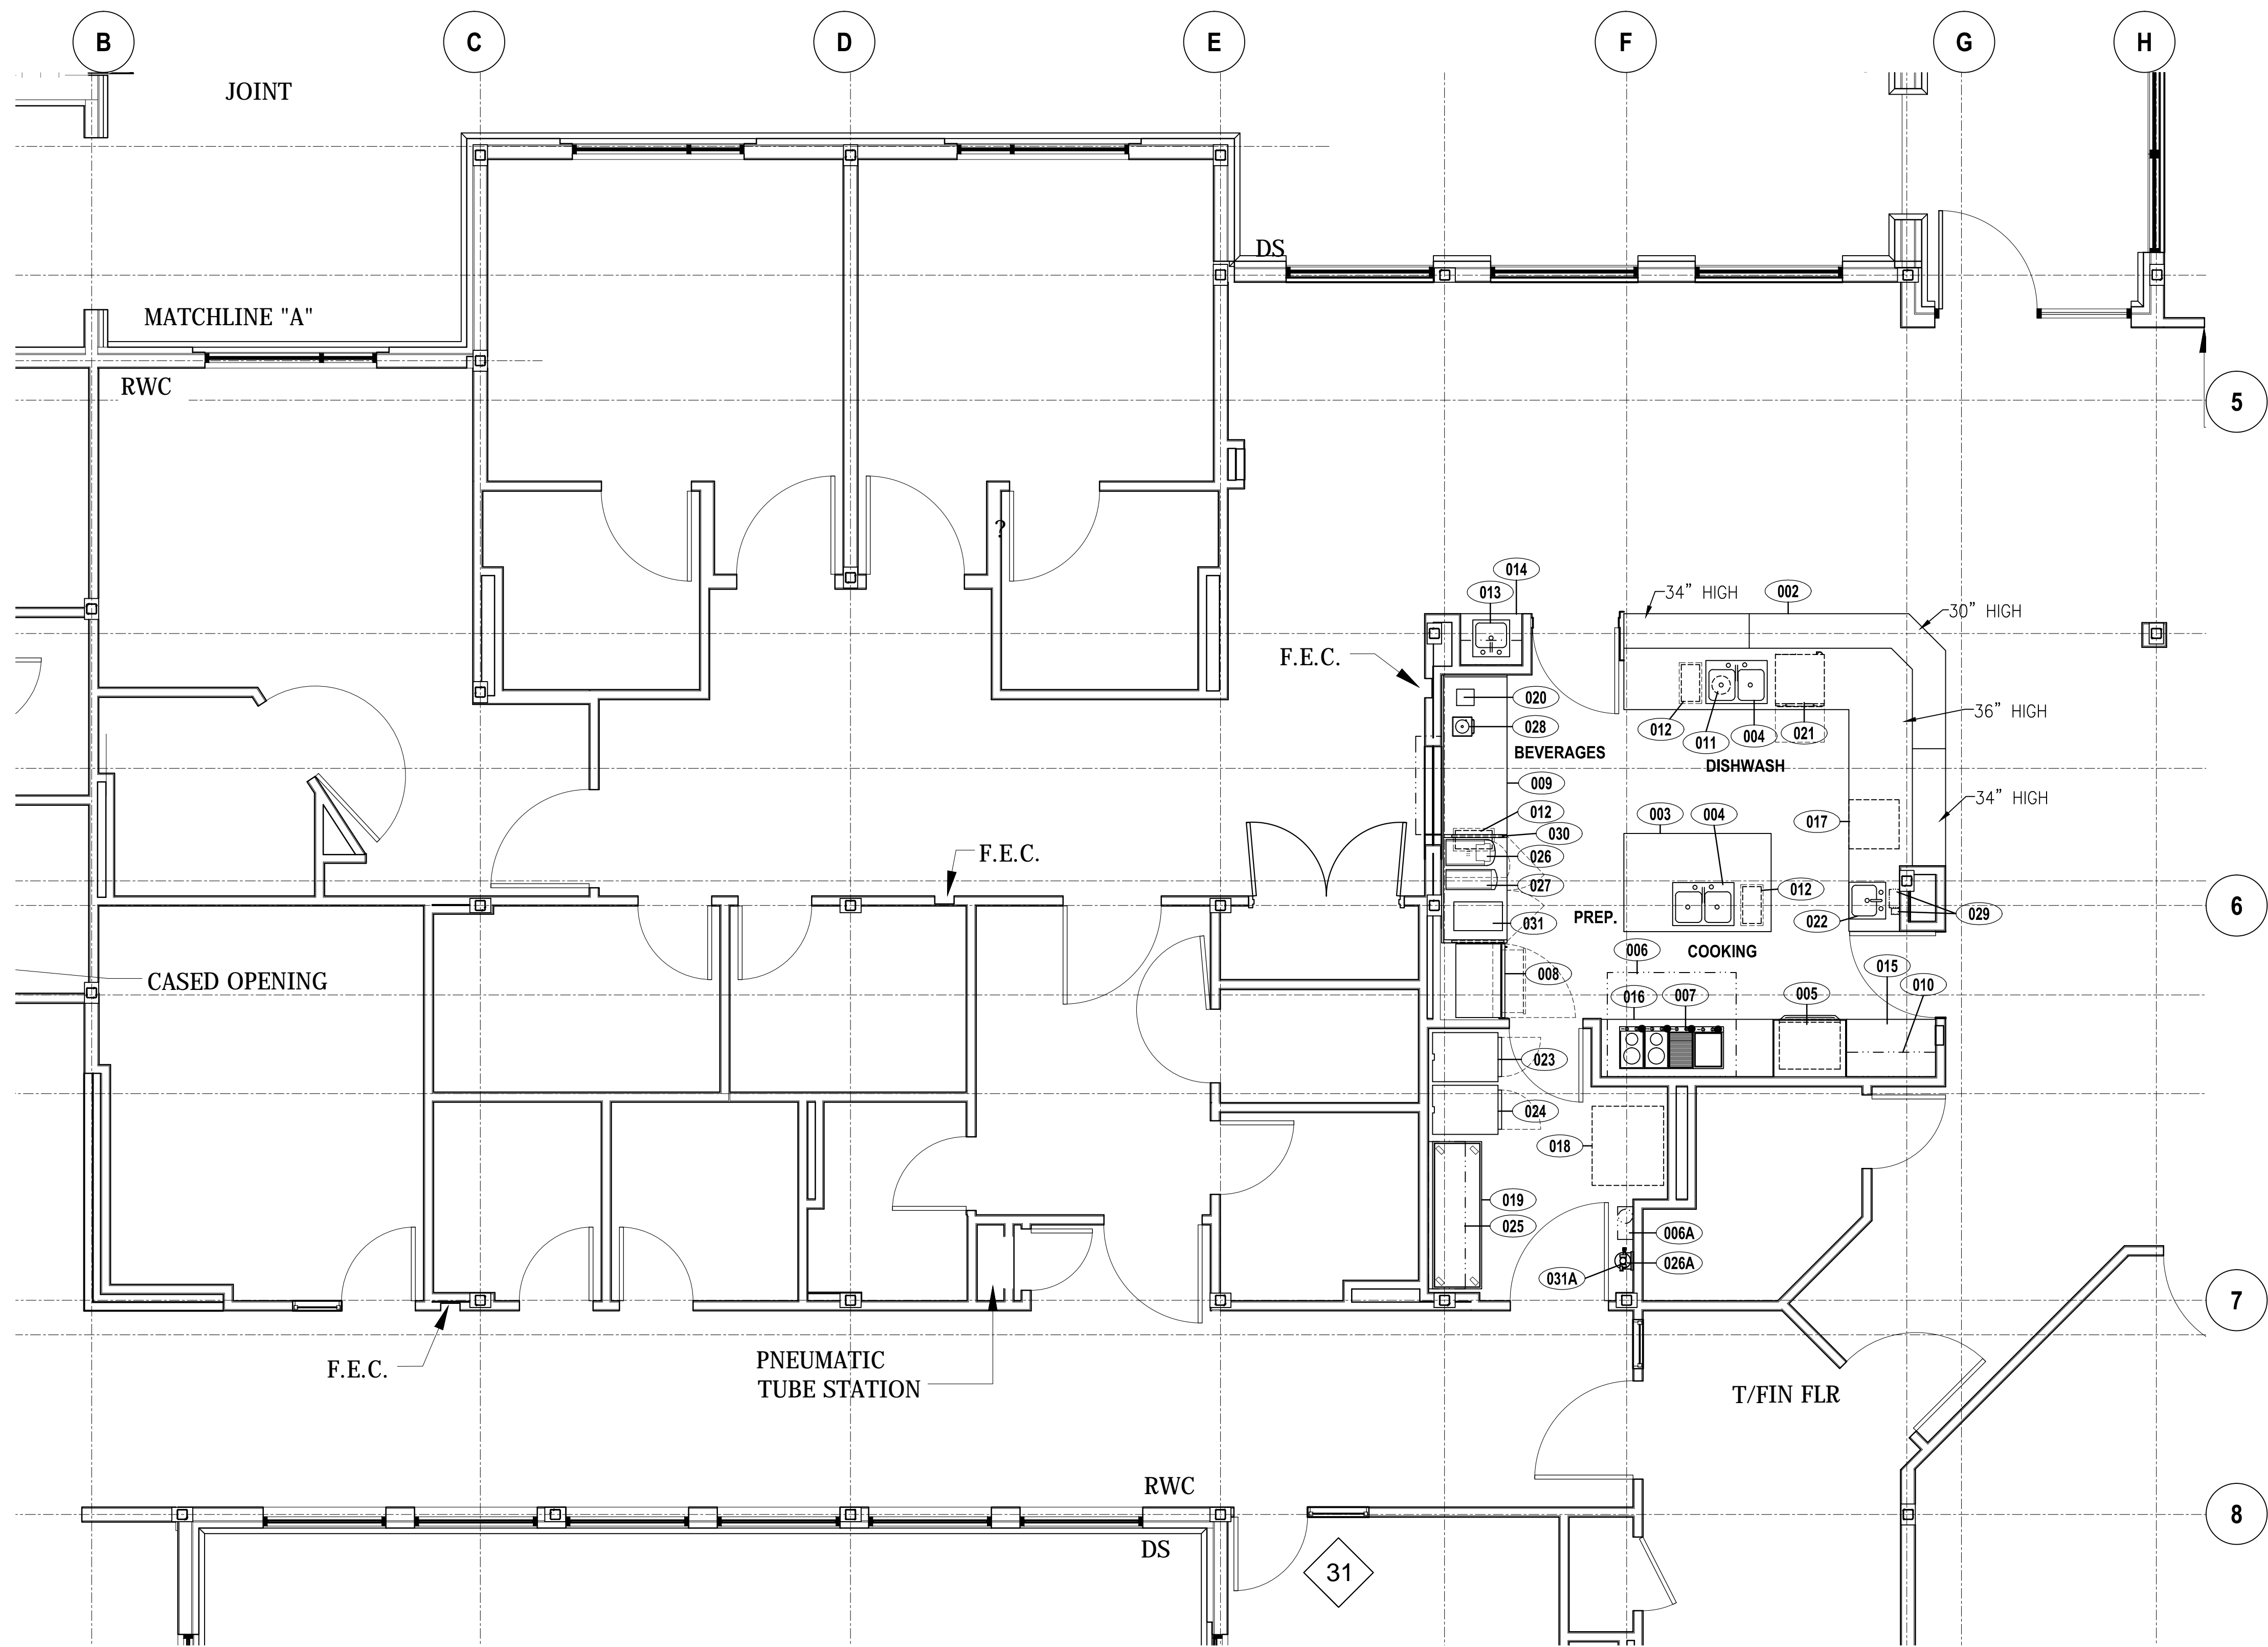 B
C
D
E
F
G
H
JOINT
DS
MATCHLINE "A"
RWC
5
?
014
013
34” HIGH
002
30” HIGH
F.E.C.
020
36” HIGH
028
012
011
004
021
BEVERAGES
DISHWASH
009
34” HIGH
012
003
004
017
030
F.E.C.
026
027
012
6
PREP.
031
022
029
COOKING
CASED OPENING
006
008
015
010
016
007
005
023
024
018
019
025
006A
026A
031A
7
F.E.C.
PNEUMATIC
TUBE STATION
T/FIN FLR
RWC
8
DS
31